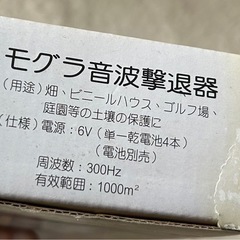 モグラ音波撃退器
（用途）畑、ビニールハウス、ゴルフ場、
庭園等の土壌の保護に
（仕様）電源：6V（単一乾電池4本）
（電池別売）
周波数：300Hz
有効範囲：1000m²